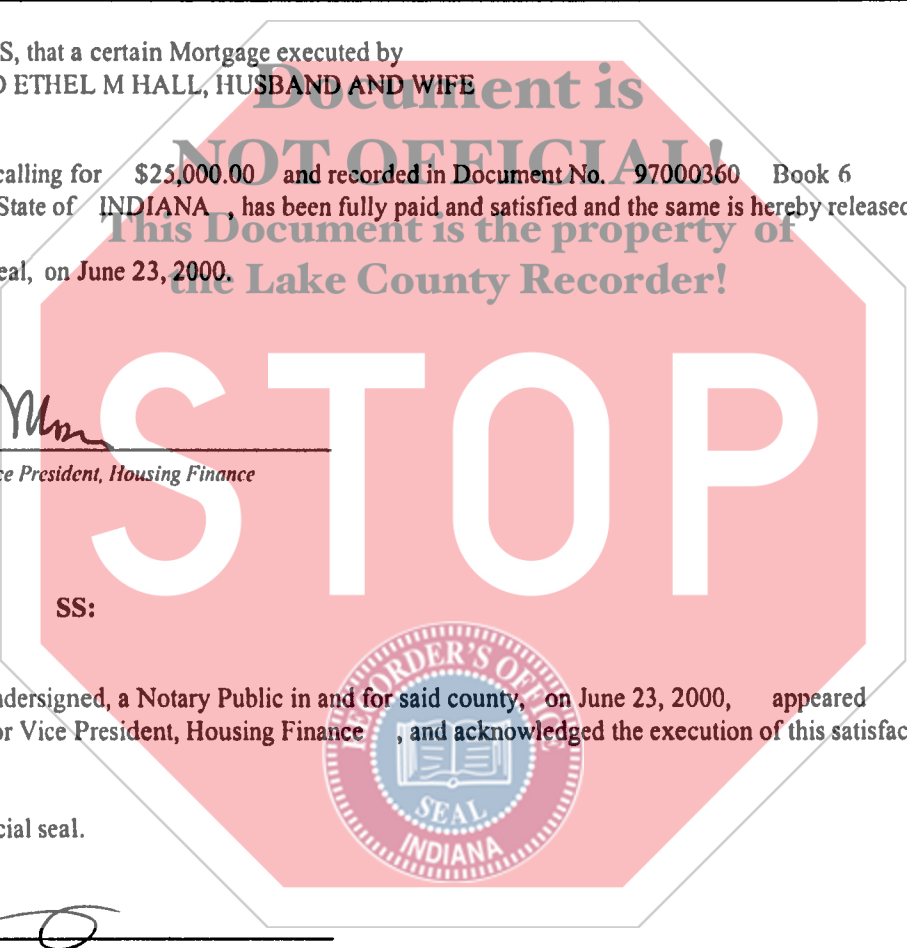 S, that a certain Mortgage executed by
ETHEL M HALL, HUSBAND AND WIFE
Document is
NOT OFFICIAL!
calling for $25,000.00 and recorded in Document No. 97000360 Book 6
State of INDIANA , has been fully paid and satisfied and the same is hereby released
This Document is the property of
the Lake County Recorder!
eal, on June 23, 2000.
STOP
ce President, Housing Finance
SS:
ndersigned, a Notary Public in and for said county, on June 23, 2000, appeared
or Vice President, Housing Finance , and acknowledged the execution of this satisfac
RECORDER'S OFFICE
SEAL
INDIANA
cial seal.